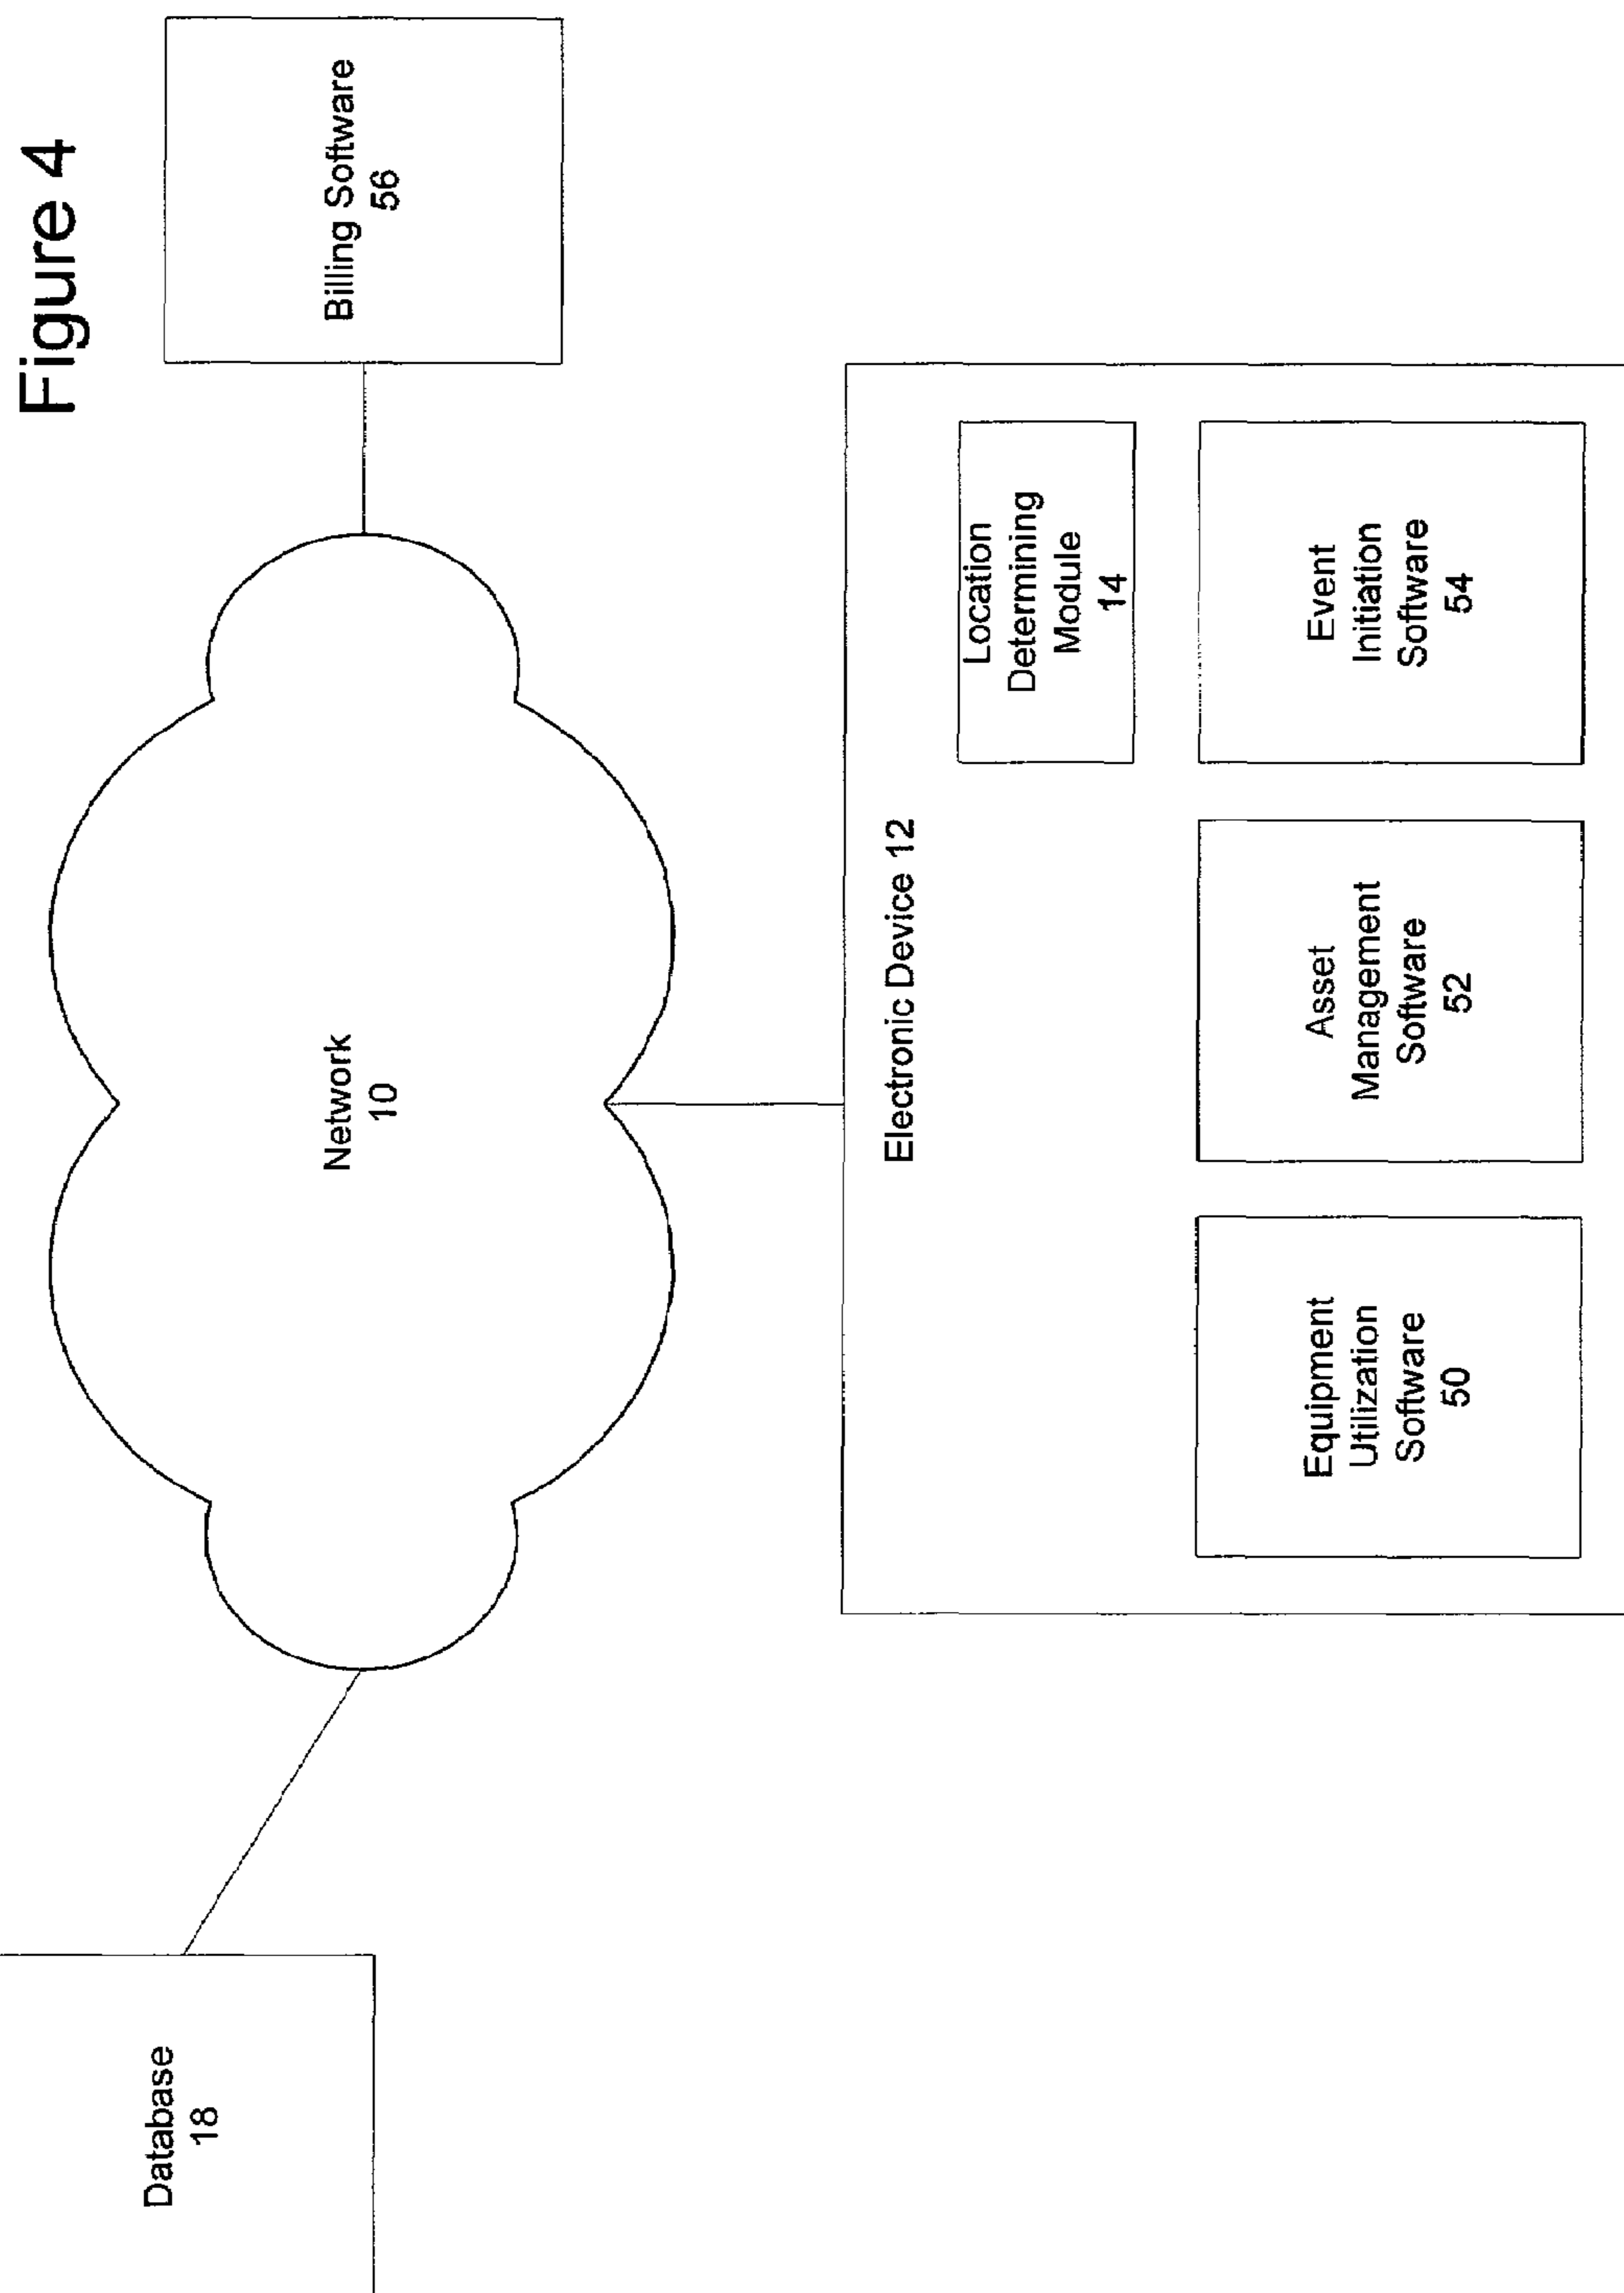 Figure 4
Database
18
Network
10
Billing Software
56
Electronic Device 12
Location
Determining
Module
14
Equipment
Utilization
Software
50
Asset
Management
Software
52
Event
Initiation
Software
54